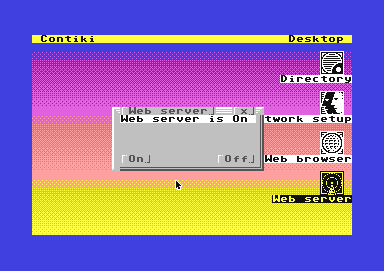 Contiki Desktop
Directory
Web server x
Web server is On
twork setup
Web browser
On Off
Web server